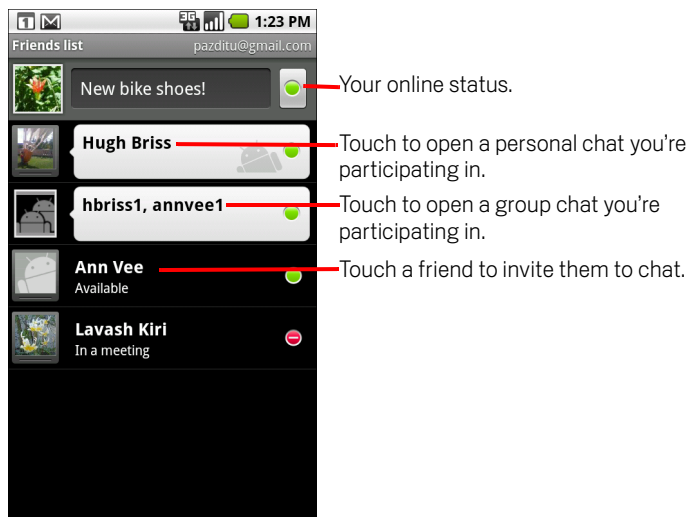 1 3G 1:23 PM
Friends list pazditu@gmail.com
New bike shoes!
Your online status.
Hugh Briss
Touch to open a personal chat you're
participating in.
hbriss1, annvee1
Touch to open a group chat you're
participating in.
Ann Vee
Available
Touch a friend to invite them to chat.
Lavash Kiri
In a meeting